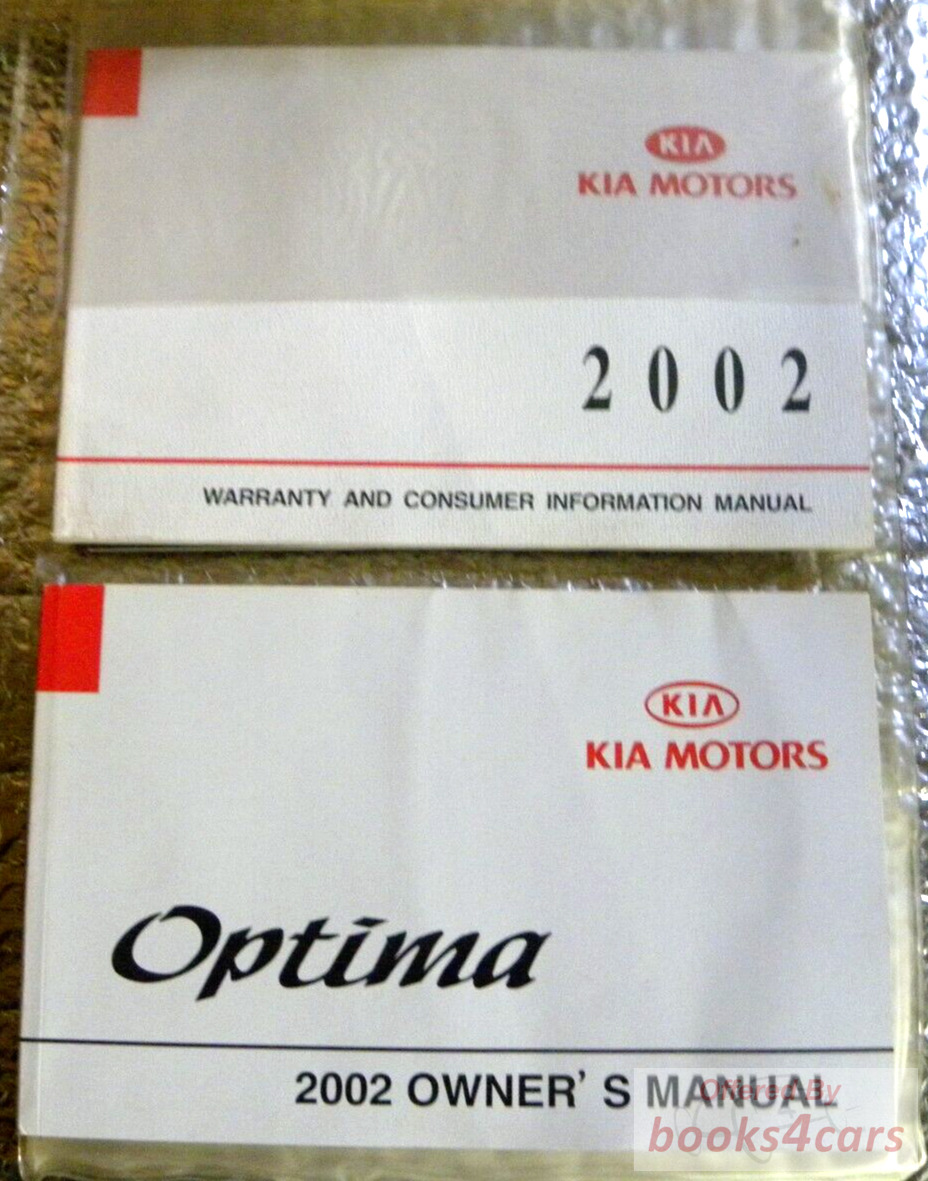 KIA
KIA MOTORS
2002
WARRANTY AND CONSUMER INFORMATION MANUAL
KIA
KIA MOTORS
Optima
2002 OWNER'S MANUAL
Offered By
books4cars